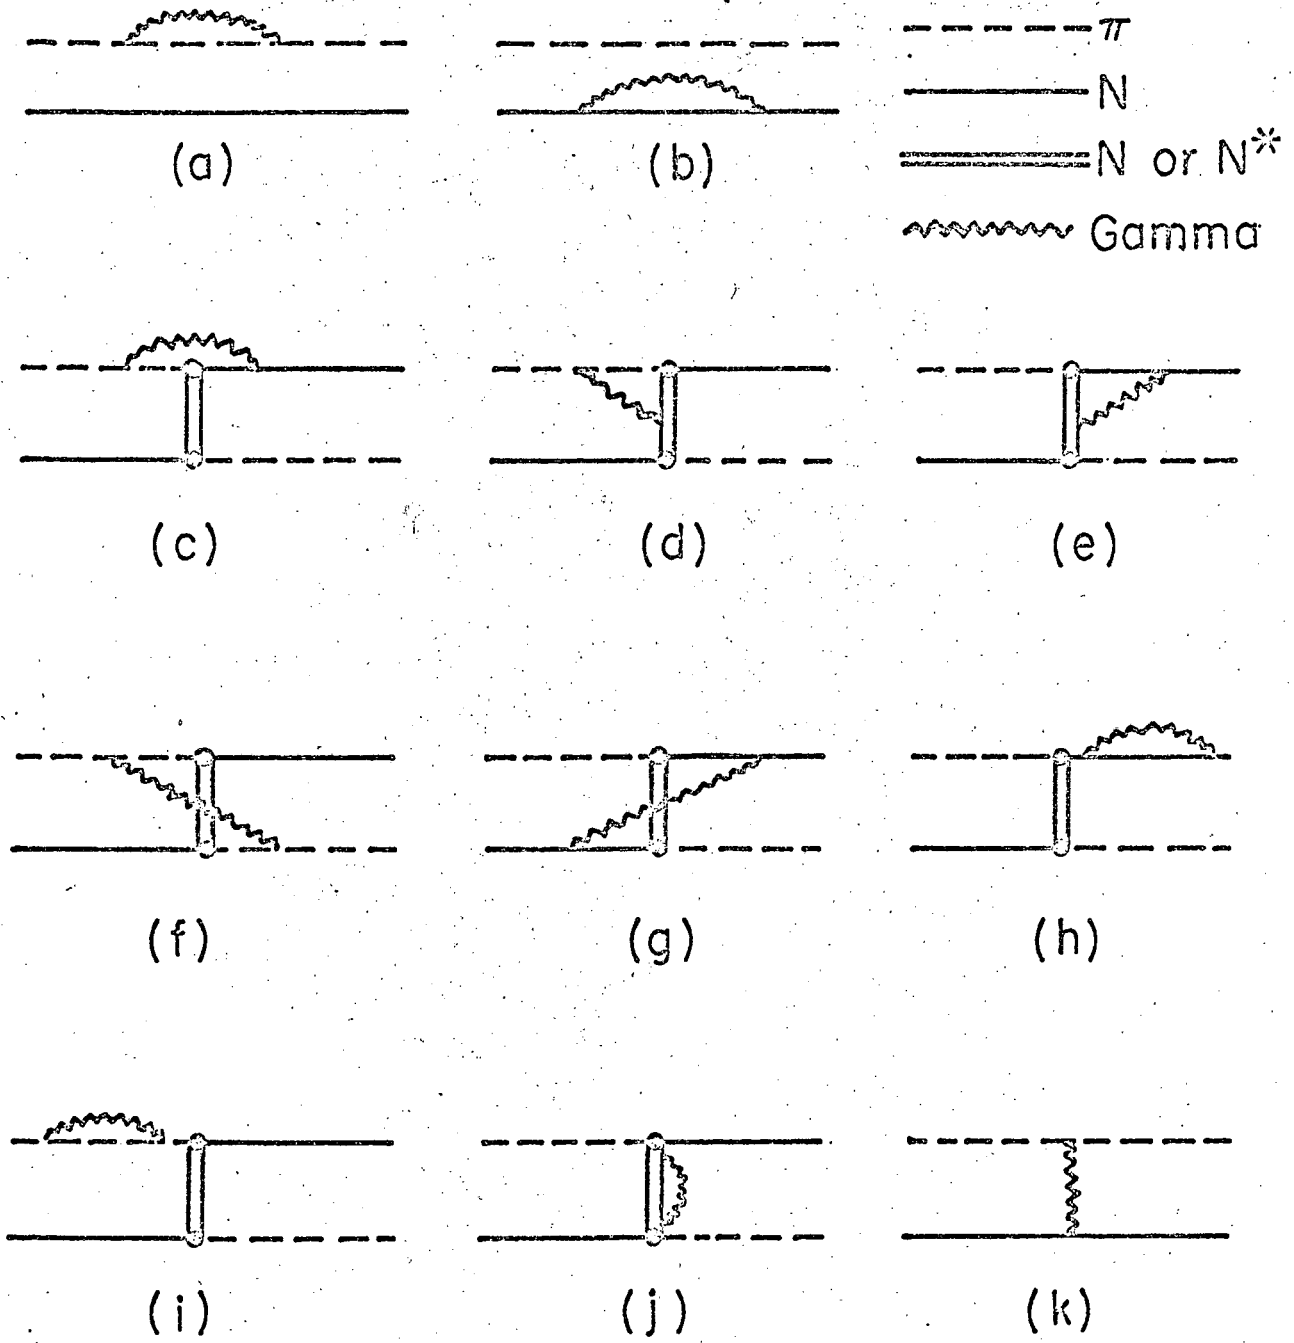 π
N
N or N*
Gamma
(a)
(b)
(c)
(d)
(e)
(f)
(g)
(h)
(i)
(j)
(k)